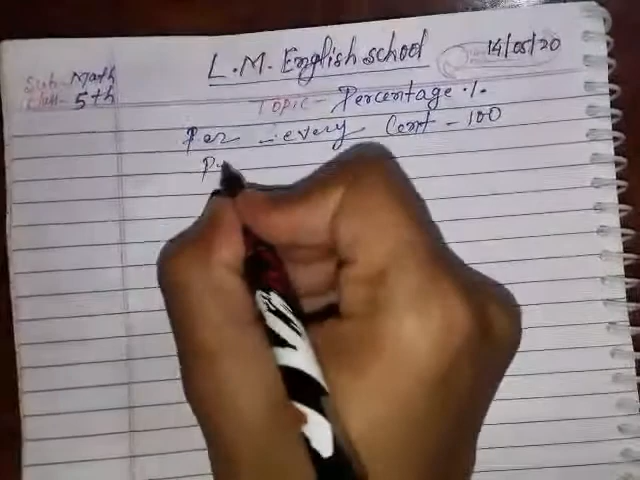 L.M. English school 14/05/20
Sub- Math
Class- 5th
TOPIC - Percentage %.
Per - every Cent - 100
P